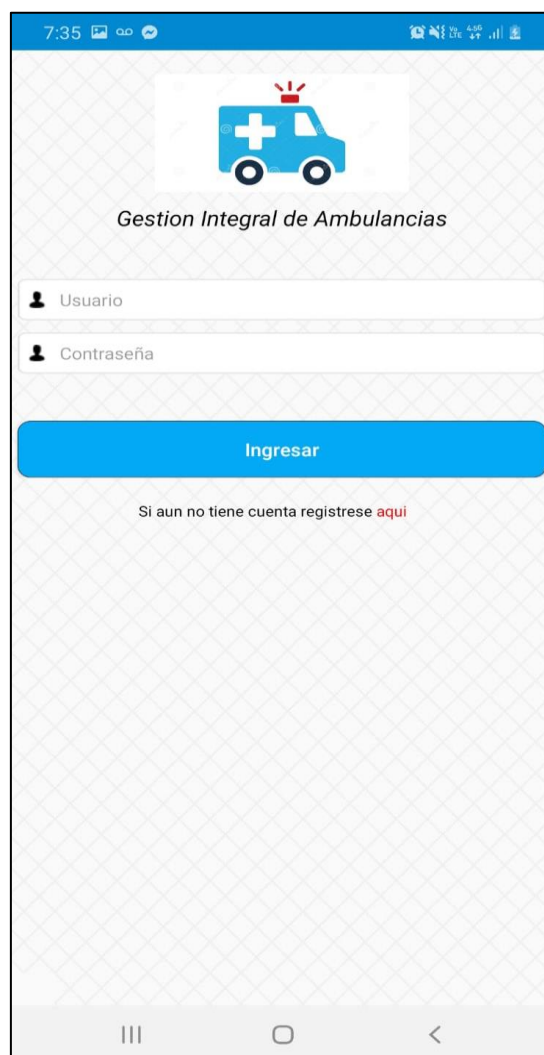 7:35
Gestion Integral de Ambulancias
Usuario
Contraseña
Ingresar
Si aun no tiene cuenta registrese aqui